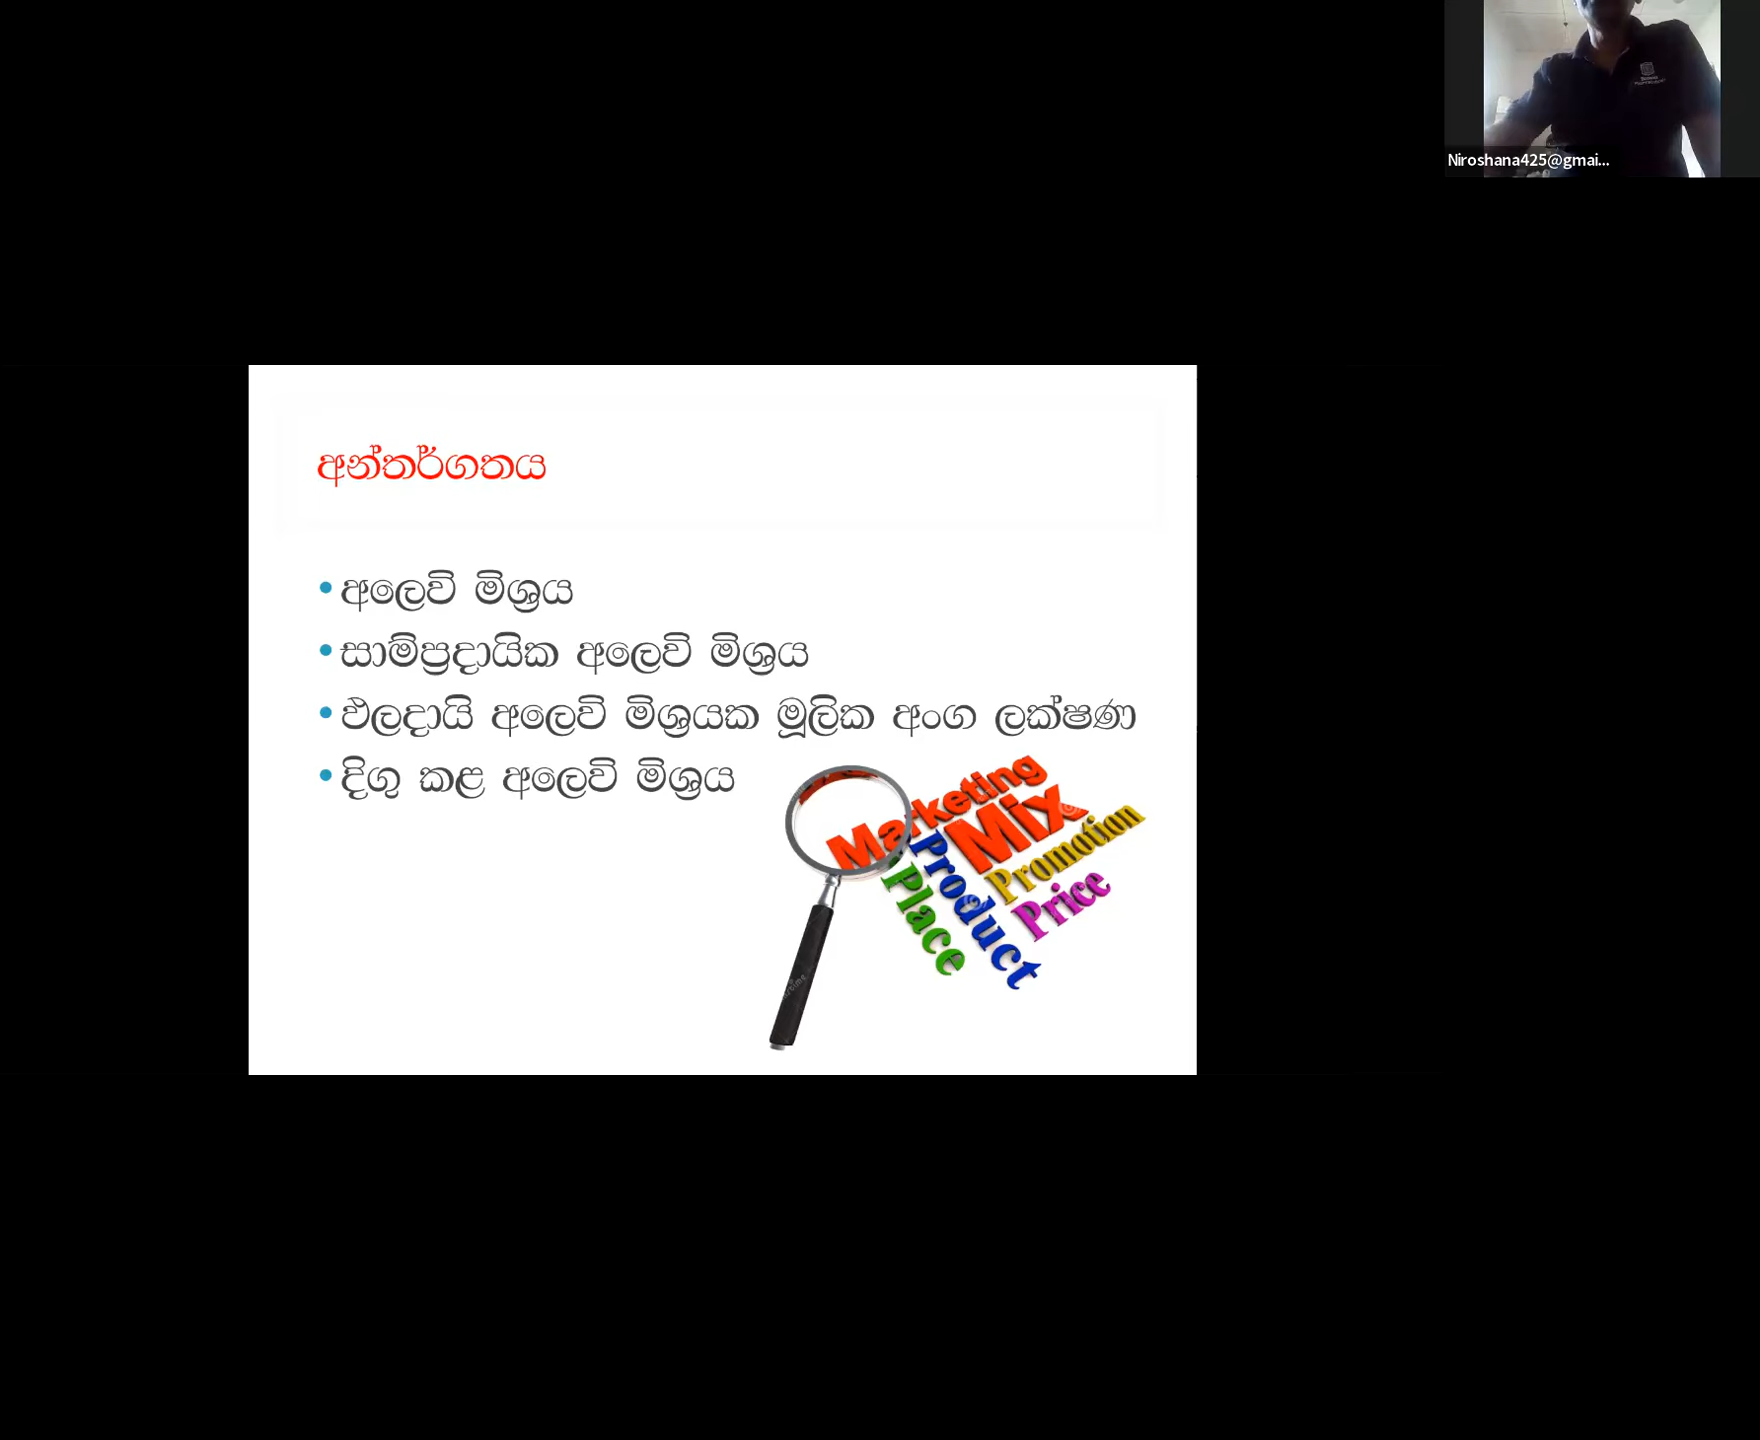 Niroshana425@gmai...
අන්තර්ගතය
• අලෙවි මිශ්‍රය
• සාම්ප්‍රදායික අලෙවි මිශ්‍රය
• ඵලදායි අලෙවි මිශ්‍රයක මූලික අංග ලක්ෂණ
• දිගු කළ අලෙවි මිශ්‍රය
Marketing
Mix
Promotion
Product
Price
Place